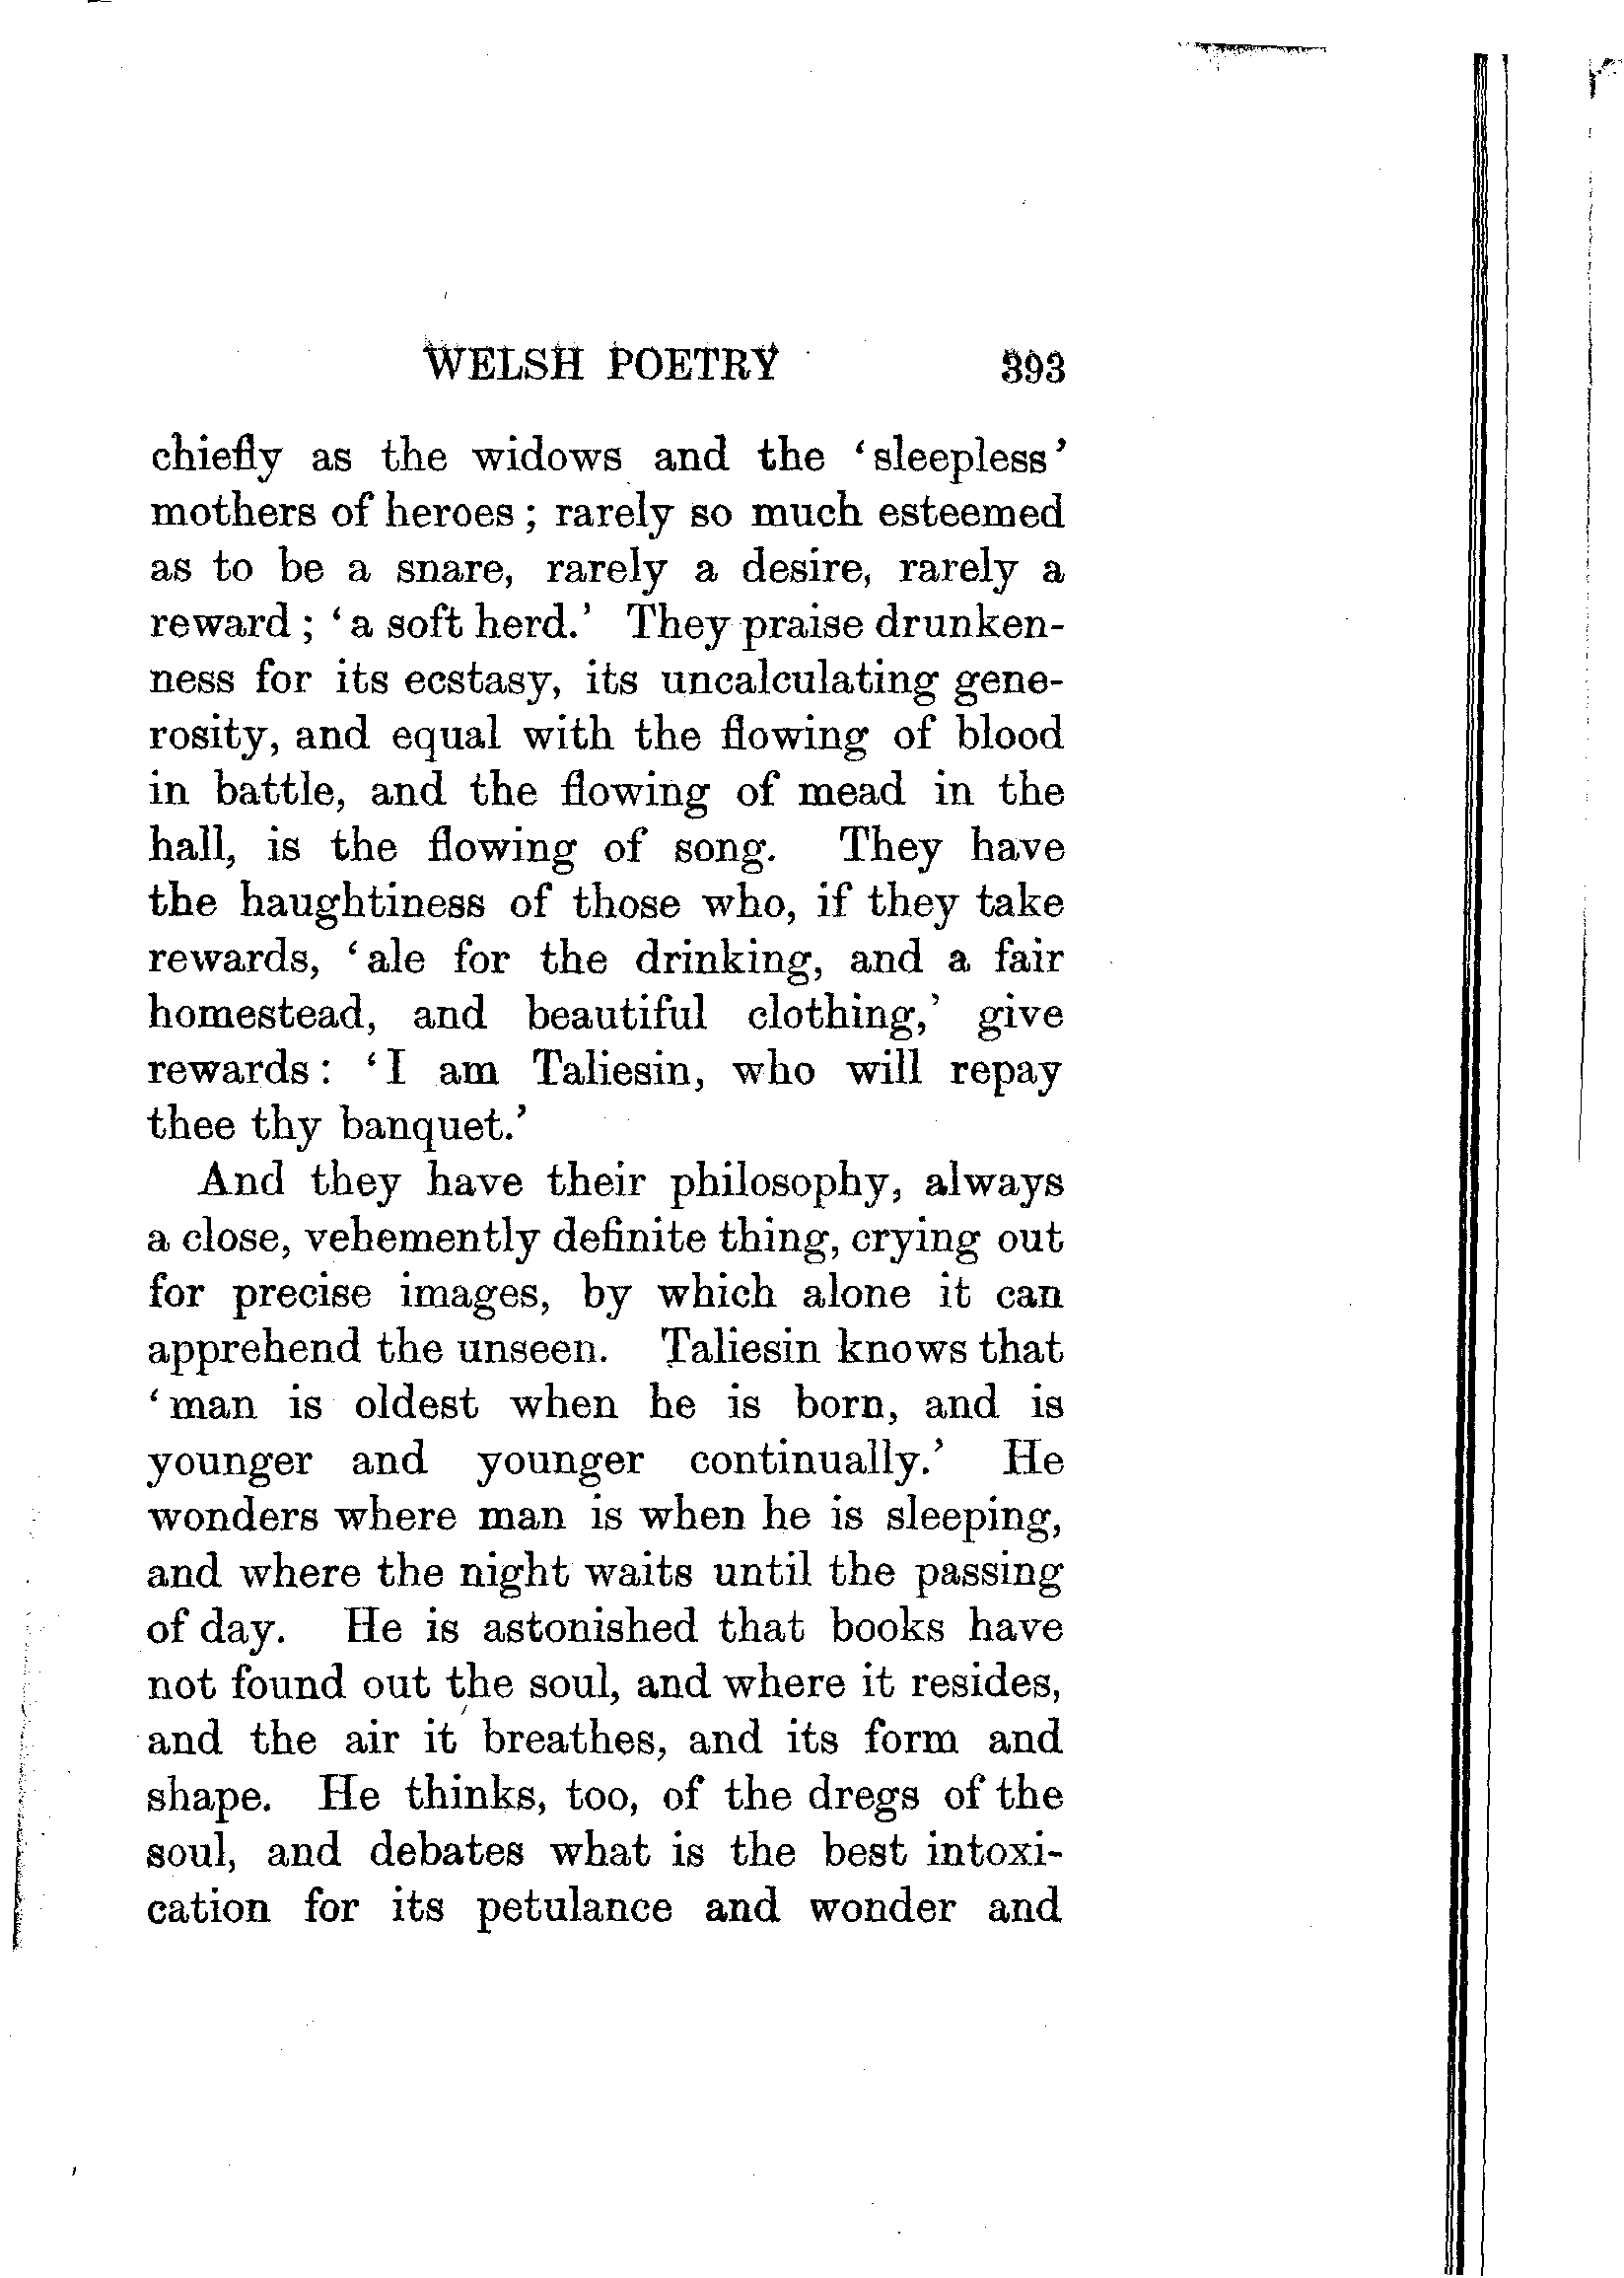 WELSH POETRY 393
chiefly as the widows and the ‘sleepless’
mothers of heroes; rarely so much esteemed
as to be a snare, rarely a desire, rarely a
reward; ‘a soft herd.’ They praise drunken-
ness for its ecstasy, its uncalculating gene-
rosity, and equal with the flowing of blood
in battle, and the flowing of mead in the
hall, is the flowing of song. They have
the haughtiness of those who, if they take
rewards, ‘ale for the drinking, and a fair
homestead, and beautiful clothing,’ give
rewards: ‘I am Taliesin, who will repay
thee thy banquet.’
And they have their philosophy, always
a close, vehemently definite thing, crying out
for precise images, by which alone it can
apprehend the unseen. Taliesin knows that
‘man is oldest when he is born, and is
younger and younger continually.’ He
wonders where man is when he is sleeping,
and where the night waits until the passing
of day. He is astonished that books have
not found out the soul, and where it resides,
and the air it breathes, and its form and
shape. He thinks, too, of the dregs of the
soul, and debates what is the best intoxi-
cation for its petulance and wonder and